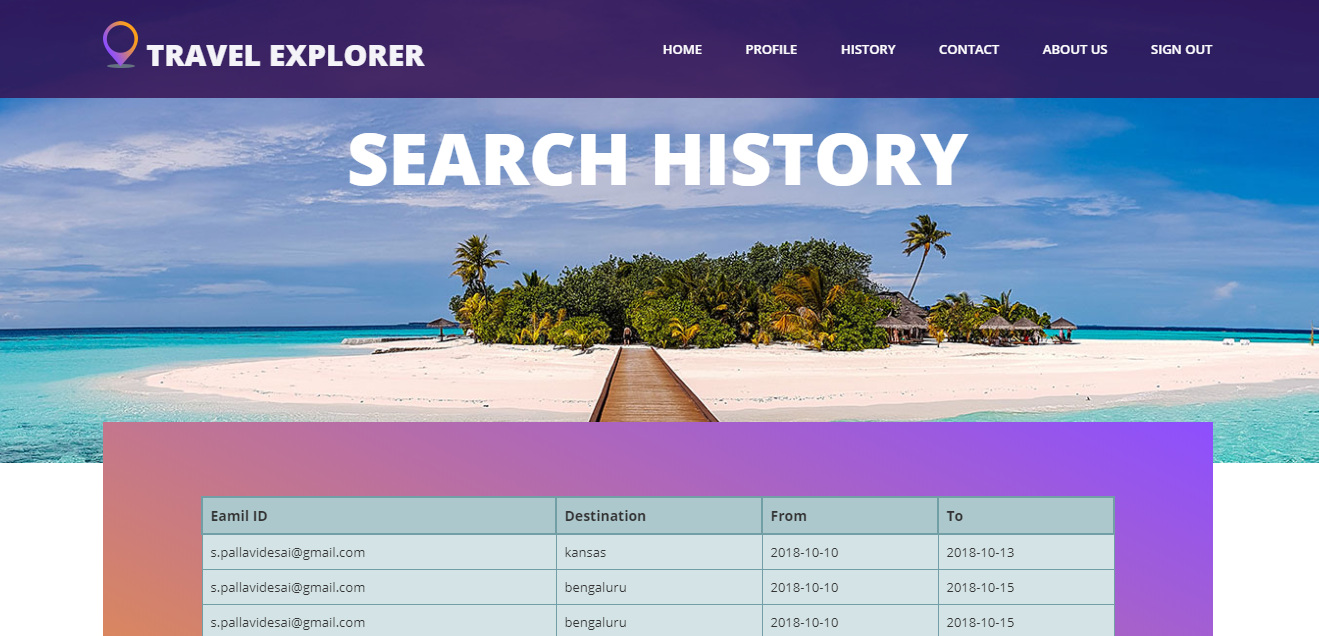 TRAVEL EXPLORER
HOME PROFILE HISTORY CONTACT ABOUT US SIGN OUT
SEARCH HISTORY
Eamil ID Destination From To
s.pallavidesai@gmail.com kansas 2018-10-10 2018-10-13
s.pallavidesai@gmail.com bengaluru 2018-10-10 2018-10-15
s.pallavidesai@gmail.com bengaluru 2018-10-10 2018-10-15